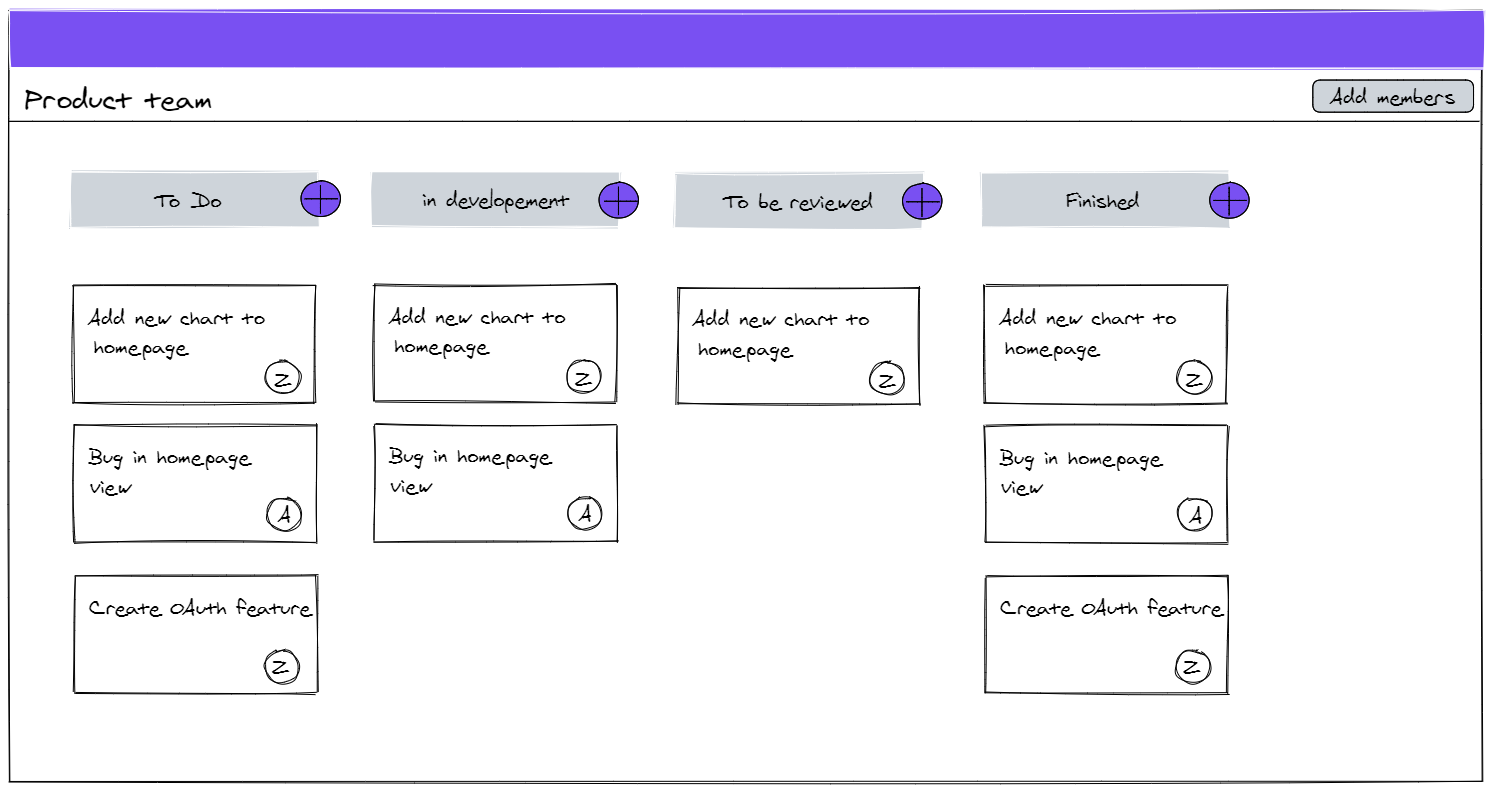 Product team
Add members
To Do
in developement
To be reviewed
Finished
Add new chart to
homepage
Z
Bug in homepage
view
A
Create OAuth feature
Z
Add new chart to
homepage
Z
Bug in homepage
view
A
Add new chart to
homepage
Z
Add new chart to
homepage
Z
Bug in homepage
view
A
Create OAuth feature
Z